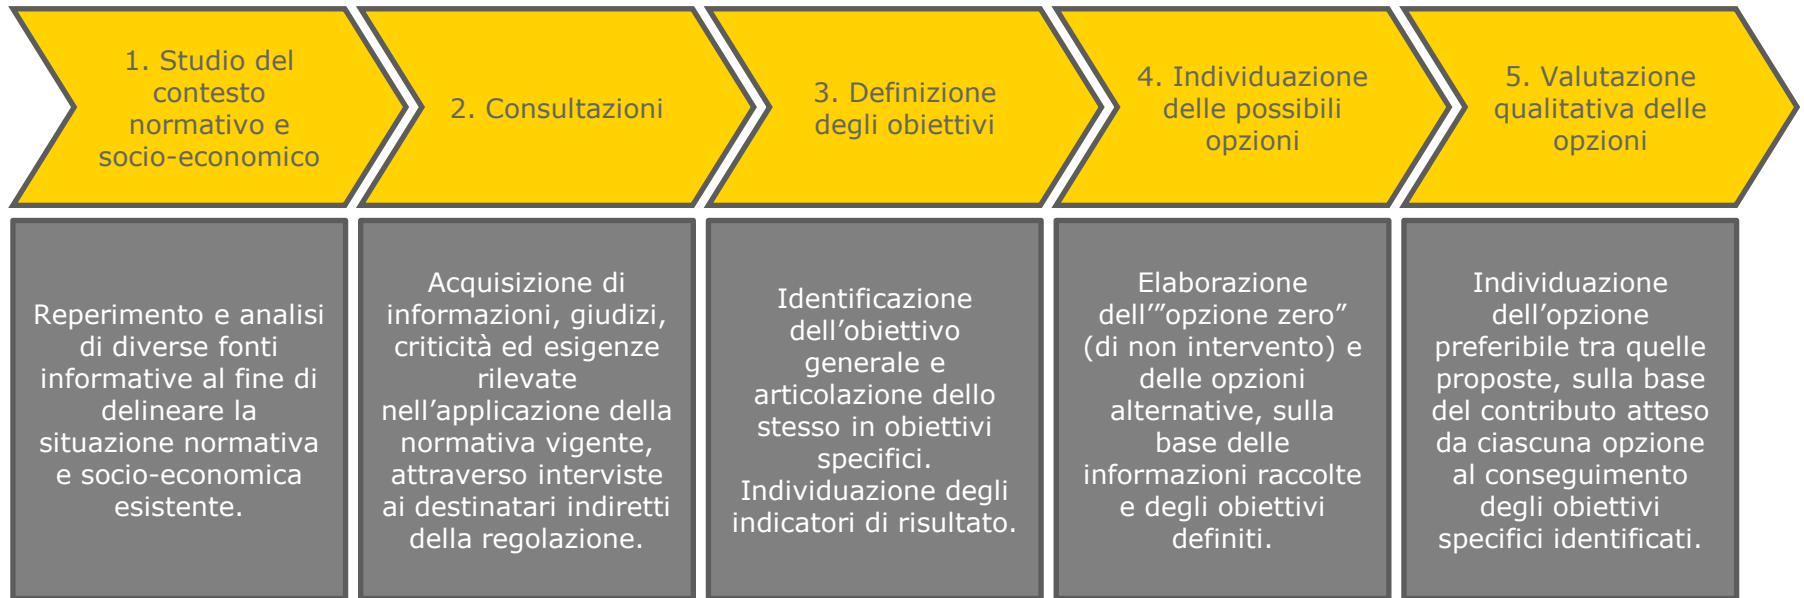 1. Studio del
contesto
normativo e
socio-economico
2. Consultazioni
3. Definizione
degli obiettivi
4. Individuazione
delle possibili
opzioni
5. Valutazione
qualitativa delle
opzioni
Reperimento e analisi
di diverse fonti
informative al fine di
delineare la
situazione normativa
e socio-economica
esistente.
Acquisizione di
informazioni, giudizi,
criticità ed esigenze
rilevate
nell’applicazione della
normativa vigente,
attraverso interviste
ai destinatari indiretti
della regolazione.
Identificazione
dell’obiettivo
generale e
articolazione dello
stesso in obiettivi
specifici.
Individuazione degli
indicatori di risultato.
Elaborazione
dell’”opzione zero”
(di non intervento) e
delle opzioni
alternative, sulla
base delle
informazioni raccolte
e degli obiettivi
definiti.
Individuazione
dell’opzione
preferibile tra quelle
proposte, sulla base
del contributo atteso
da ciascuna opzione
al conseguimento
degli obiettivi
specifici identificati.